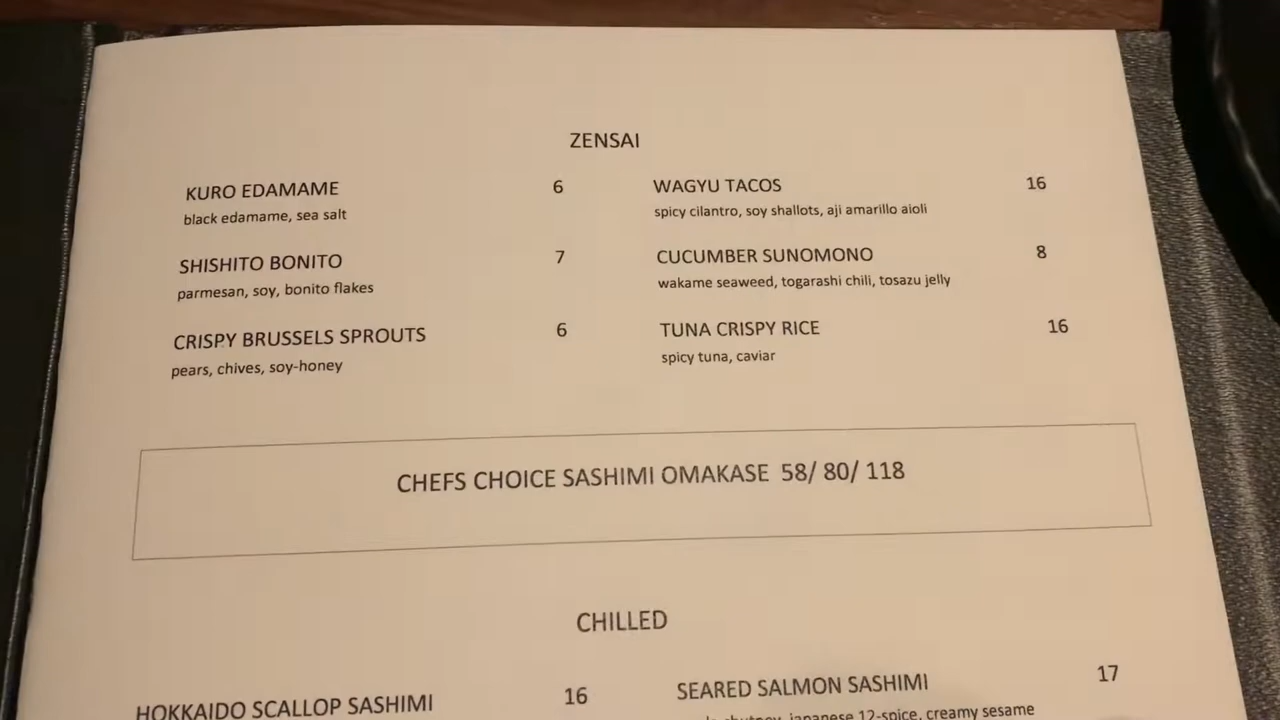 ZENSAI
KURO EDAMAME 6
black edamame, sea salt
SHISHITO BONITO 7
parmesan, soy, bonito flakes
CRISPY BRUSSELS SPROUTS 6
pears, chives, soy-honey
WAGYU TACOS 16
spicy cilantro, soy shallots, aji amarillo aioli
CUCUMBER SUNOMONO 8
wakame seaweed, togarashi chili, tosazu jelly
TUNA CRISPY RICE 16
spicy tuna, caviar
CHEFS CHOICE SASHIMI OMAKASE 58/ 80/ 118
CHILLED
HOKKAIDO SCALLOP SASHIMI 16
SEARED SALMON SASHIMI 17
chutney, japanese 12-spice, creamy sesame